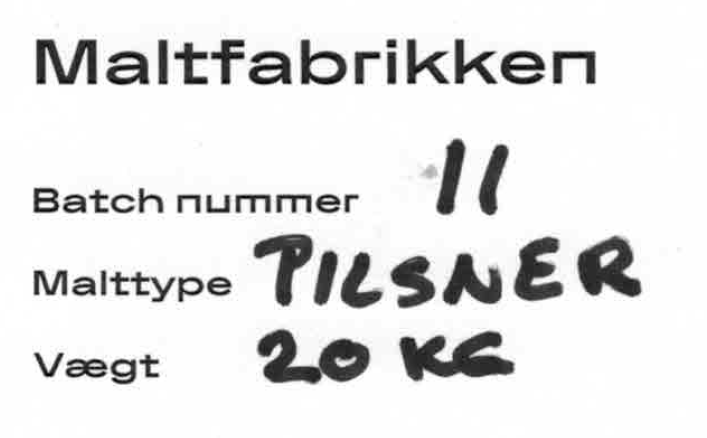 Maltfabrikken
Batch nummer 11
Malttype PILSNER
Vægt 20 KG